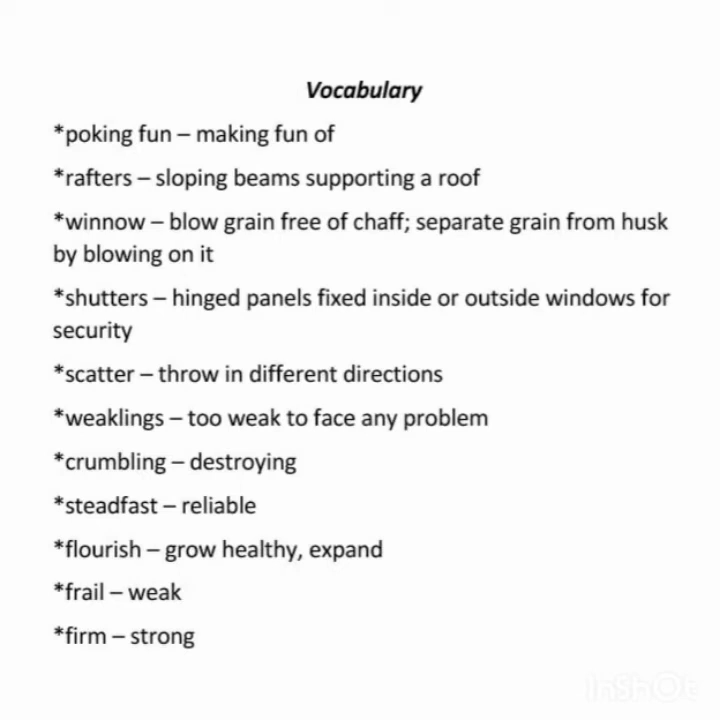 Vocabulary
*poking fun – making fun of
*rafters – sloping beams supporting a roof
*winnow – blow grain free of chaff; separate grain from husk
by blowing on it
*shutters – hinged panels fixed inside or outside windows for
security
*scatter – throw in different directions
*weaklings – too weak to face any problem
*crumbling – destroying
*steadfast – reliable
*flourish – grow healthy, expand
*frail – weak
*firm – strong
InShOt